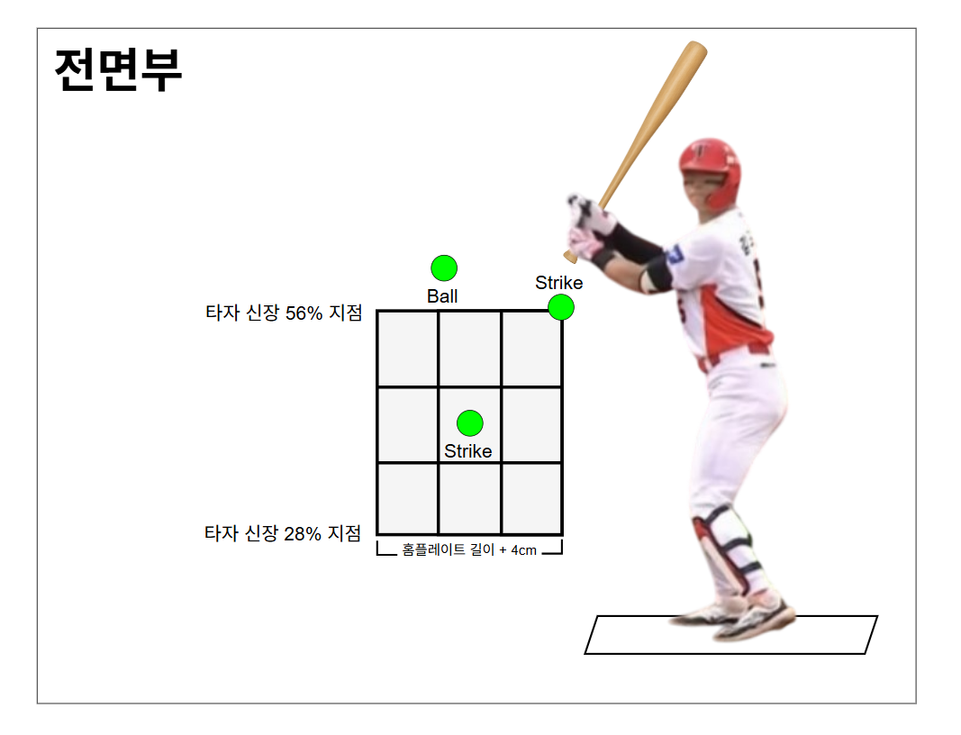 전면부
Strike
Ball
타자 신장 56% 지점
Strike
타자 신장 28% 지점
홈플레이트 길이 + 4cm